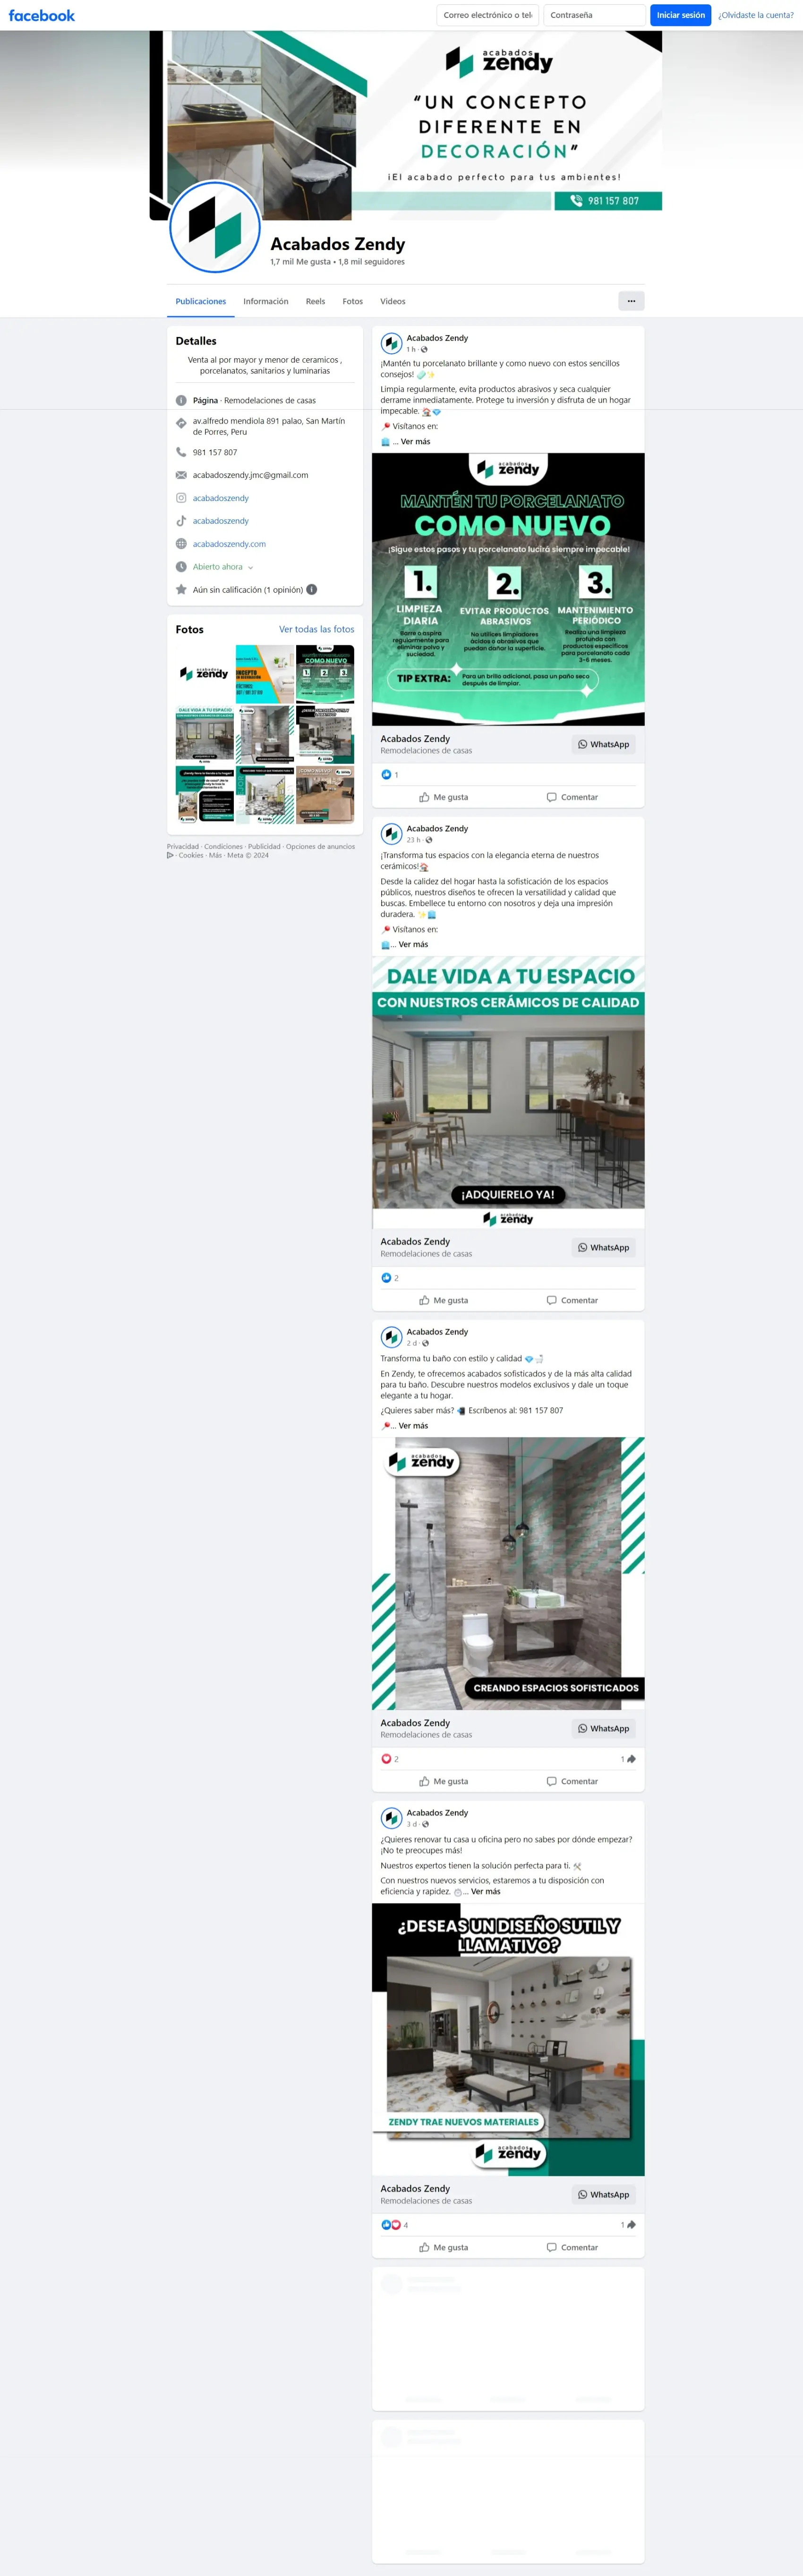 facebook
Correo electrónico o telé
Contraseña
Iniciar sesión
¿Olvidaste la cuenta?
acabados
zendy
“UN CONCEPTO
DIFERENTE EN
DECORACIÓN”
¡El acabado perfecto para tus ambientes!
981 157 807
Acabados Zendy
1,7 mil Me gusta • 1,8 mil seguidores
Publicaciones
Información
Reels
Fotos
Videos
Detalles
Venta al por mayor y menor de ceramicos ,
porcelanatos, sanitarios y luminarias
Página · Remodelaciones de casas
av.alfredo mendiola 891 palao, San Martín
de Porres, Peru
981 157 807
acabadoszendy.jmc@gmail.com
acabadoszendy
acabadoszendy
acabadoszendy.com
Abierto ahora
Aún sin calificación (1 opinión)
Fotos
Ver todas las fotos
zendy
COMO NUEVO
DALE VIDA A TU ESPACIO
Privacidad · Condiciones · Publicidad · Opciones de anuncios
· Cookies · Más · Meta © 2024
Acabados Zendy
1 h ·
¡Mantén tu porcelanato brillante y como nuevo con estos sencillos
consejos!
Limpia regularmente, evita productos abrasivos y seca cualquier
derrame inmediatamente. Protege tu inversión y disfruta de un hogar
impecable.
Visítanos en:
... Ver más
acabados
zendy
MANTÉN TU PORCELANATO
COMO NUEVO
¡Sigue estos pasos y tu porcelanato lucirá siempre impecable!
1.
LIMPIEZA
DIARIA
Barre o aspira
regularmente para
eliminar polvo y
suciedad.
2.
EVITAR PRODUCTOS
ABRASIVOS
No utilices limpiadores
ácidos o abrasivos que
puedan dañar la superficie.
3.
MANTENIMIENTO
PERIÓDICO
Realiza una limpieza
profunda con
productos específicos
para porcelanato cada
3-6 meses.
TIP EXTRA:
Para un brillo adicional, pasa un paño seco
después de limpiar.
Acabados Zendy
Remodelaciones de casas
WhatsApp
1
Me gusta
Comentar
Acabados Zendy
23 h ·
¡Transforma tus espacios con la elegancia eterna de nuestros
cerámicos!
Desde la calidez del hogar hasta la sofisticación de los espacios
públicos, nuestros diseños te ofrecen la versatilidad y calidad que
buscas. Embellece tu entorno con nosotros y deja una impresión
duradera.
Visítanos en:
... Ver más
DALE VIDA A TU ESPACIO
CON NUESTROS CERÁMICOS DE CALIDAD
¡ADQUIERELO YA!
acabados
zendy
Acabados Zendy
Remodelaciones de casas
WhatsApp
2
Me gusta
Comentar
Acabados Zendy
2 d ·
Transforma tu baño con estilo y calidad
En Zendy, te ofrecemos acabados sofisticados y de la más alta calidad
para tu baño. Descubre nuestros modelos exclusivos y dale un toque
elegante a tu hogar.
¿Quieres saber más? Escríbenos al: 981 157 807
... Ver más
acabados
zendy
CREANDO ESPACIOS SOFISTICADOS
Acabados Zendy
Remodelaciones de casas
WhatsApp
2
1
Me gusta
Comentar
Acabados Zendy
3 d ·
¿Quieres renovar tu casa u oficina pero no sabes por dónde empezar?
¡No te preocupes más!
Nuestros expertos tienen la solución perfecta para ti.
Con nuestros nuevos servicios, estaremos a tu disposición con
eficiencia y rapidez. ... Ver más
¿DESEAS UN DISEÑO SUTIL Y
LLAMATIVO?
ZENDY TRAE NUEVOS MATERIALES
acabados
zendy
Acabados Zendy
Remodelaciones de casas
WhatsApp
4
1
Me gusta
Comentar